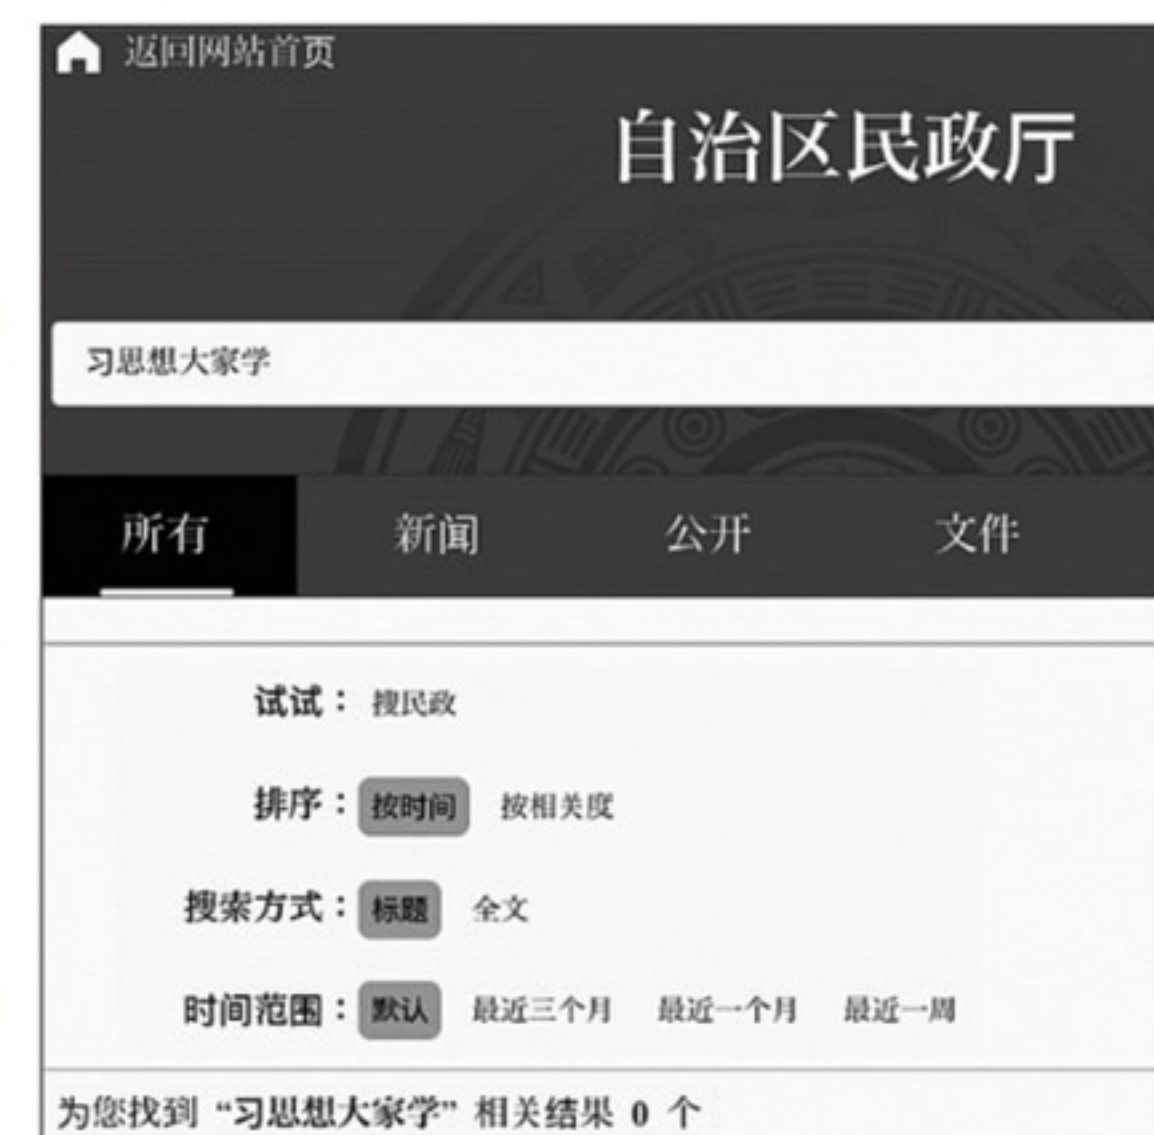 返回网站首页
自治区民政厅
习思想大家学
所有 新闻 公开 文件
试试： 搜民政
排序： 按时间 按相关度
搜索方式： 标题 全文
时间范围： 默认 最近三个月 最近一个月 最近一周
为您找到 “习思想大家学” 相关结果 0 个